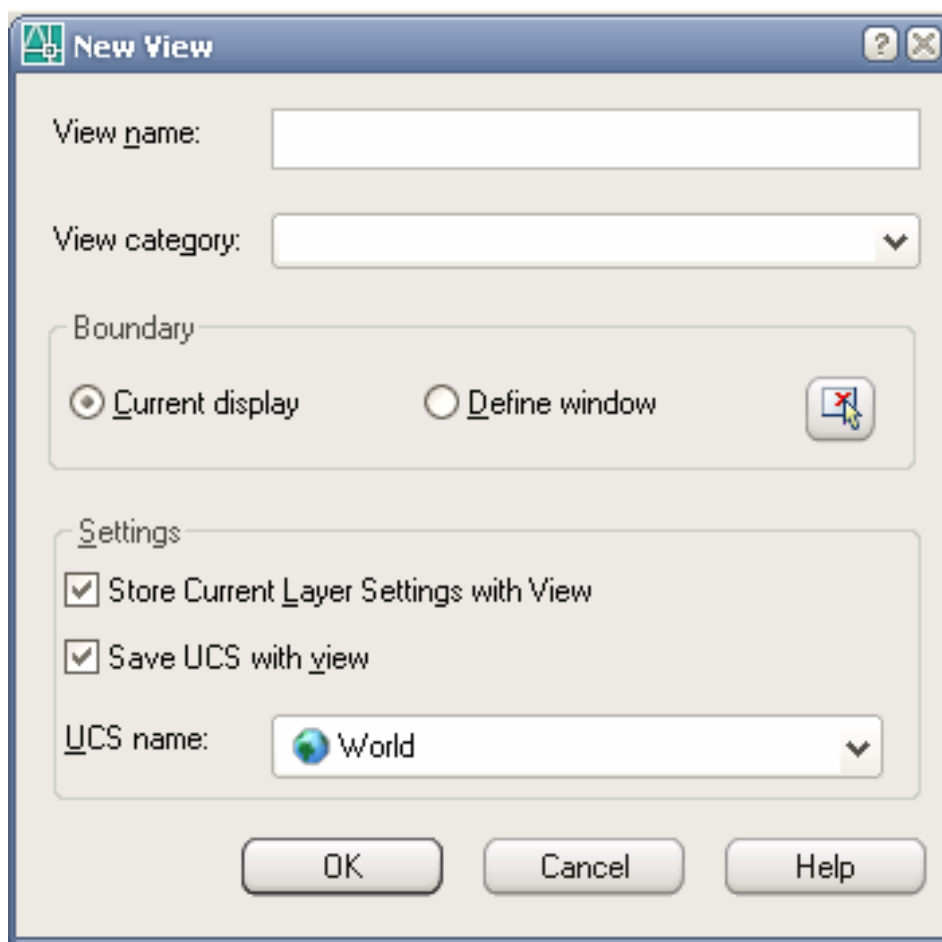 New View
View name:
View category:
Boundary
Current display
Define window
Settings
Store Current Layer Settings with View
Save UCS with view
UCS name:
World
OK
Cancel
Help